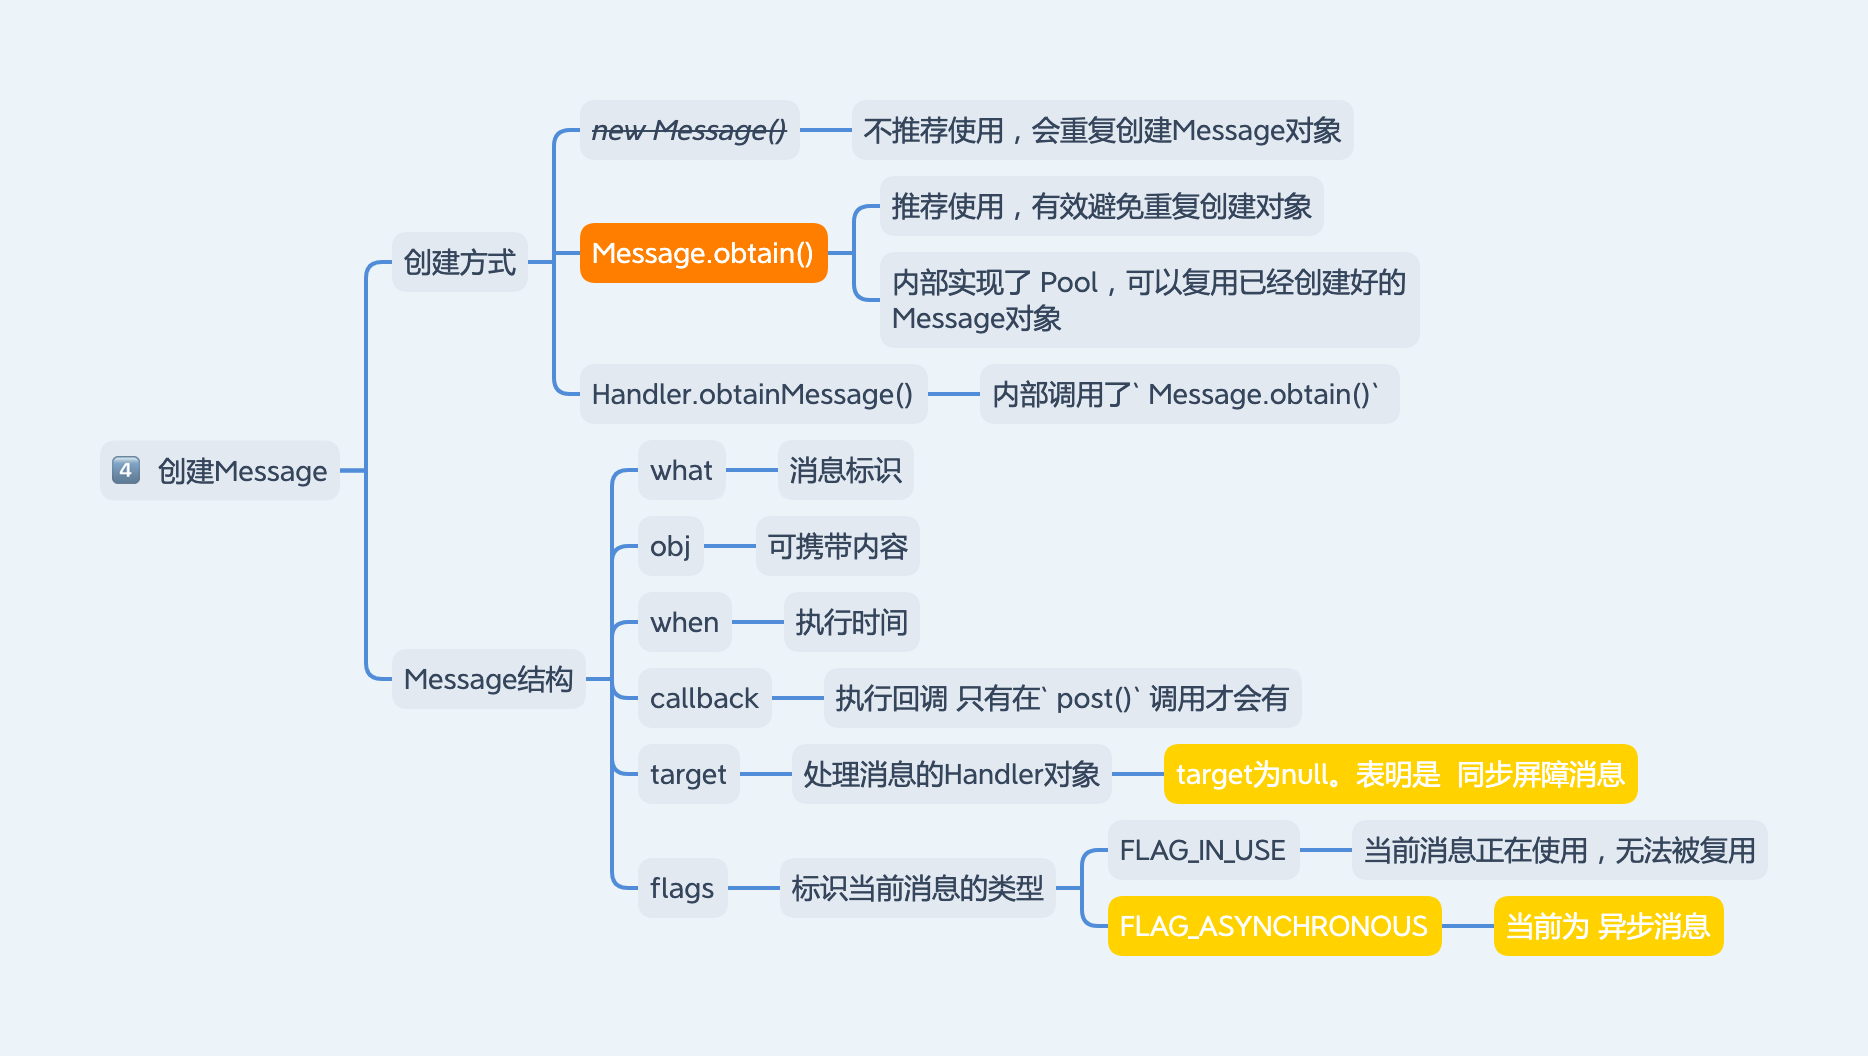 new Message()
不推荐使用，会重复创建Message对象
推荐使用，有效避免重复创建对象
Message.obtain()
创建方式
内部实现了 Pool，可以复用已经创建好的
Message对象
Handler.obtainMessage()
内部调用了` Message.obtain()`
4 创建Message
what
消息标识
obj
可携带内容
when
执行时间
Message结构
callback
执行回调 只有在` post()` 调用才会有
target
处理消息的Handler对象
target为null。表明是 同步屏障消息
flags
标识当前消息的类型
FLAG_IN_USE
当前消息正在使用，无法被复用
FLAG_ASYNCHRONOUS
当前为 异步消息